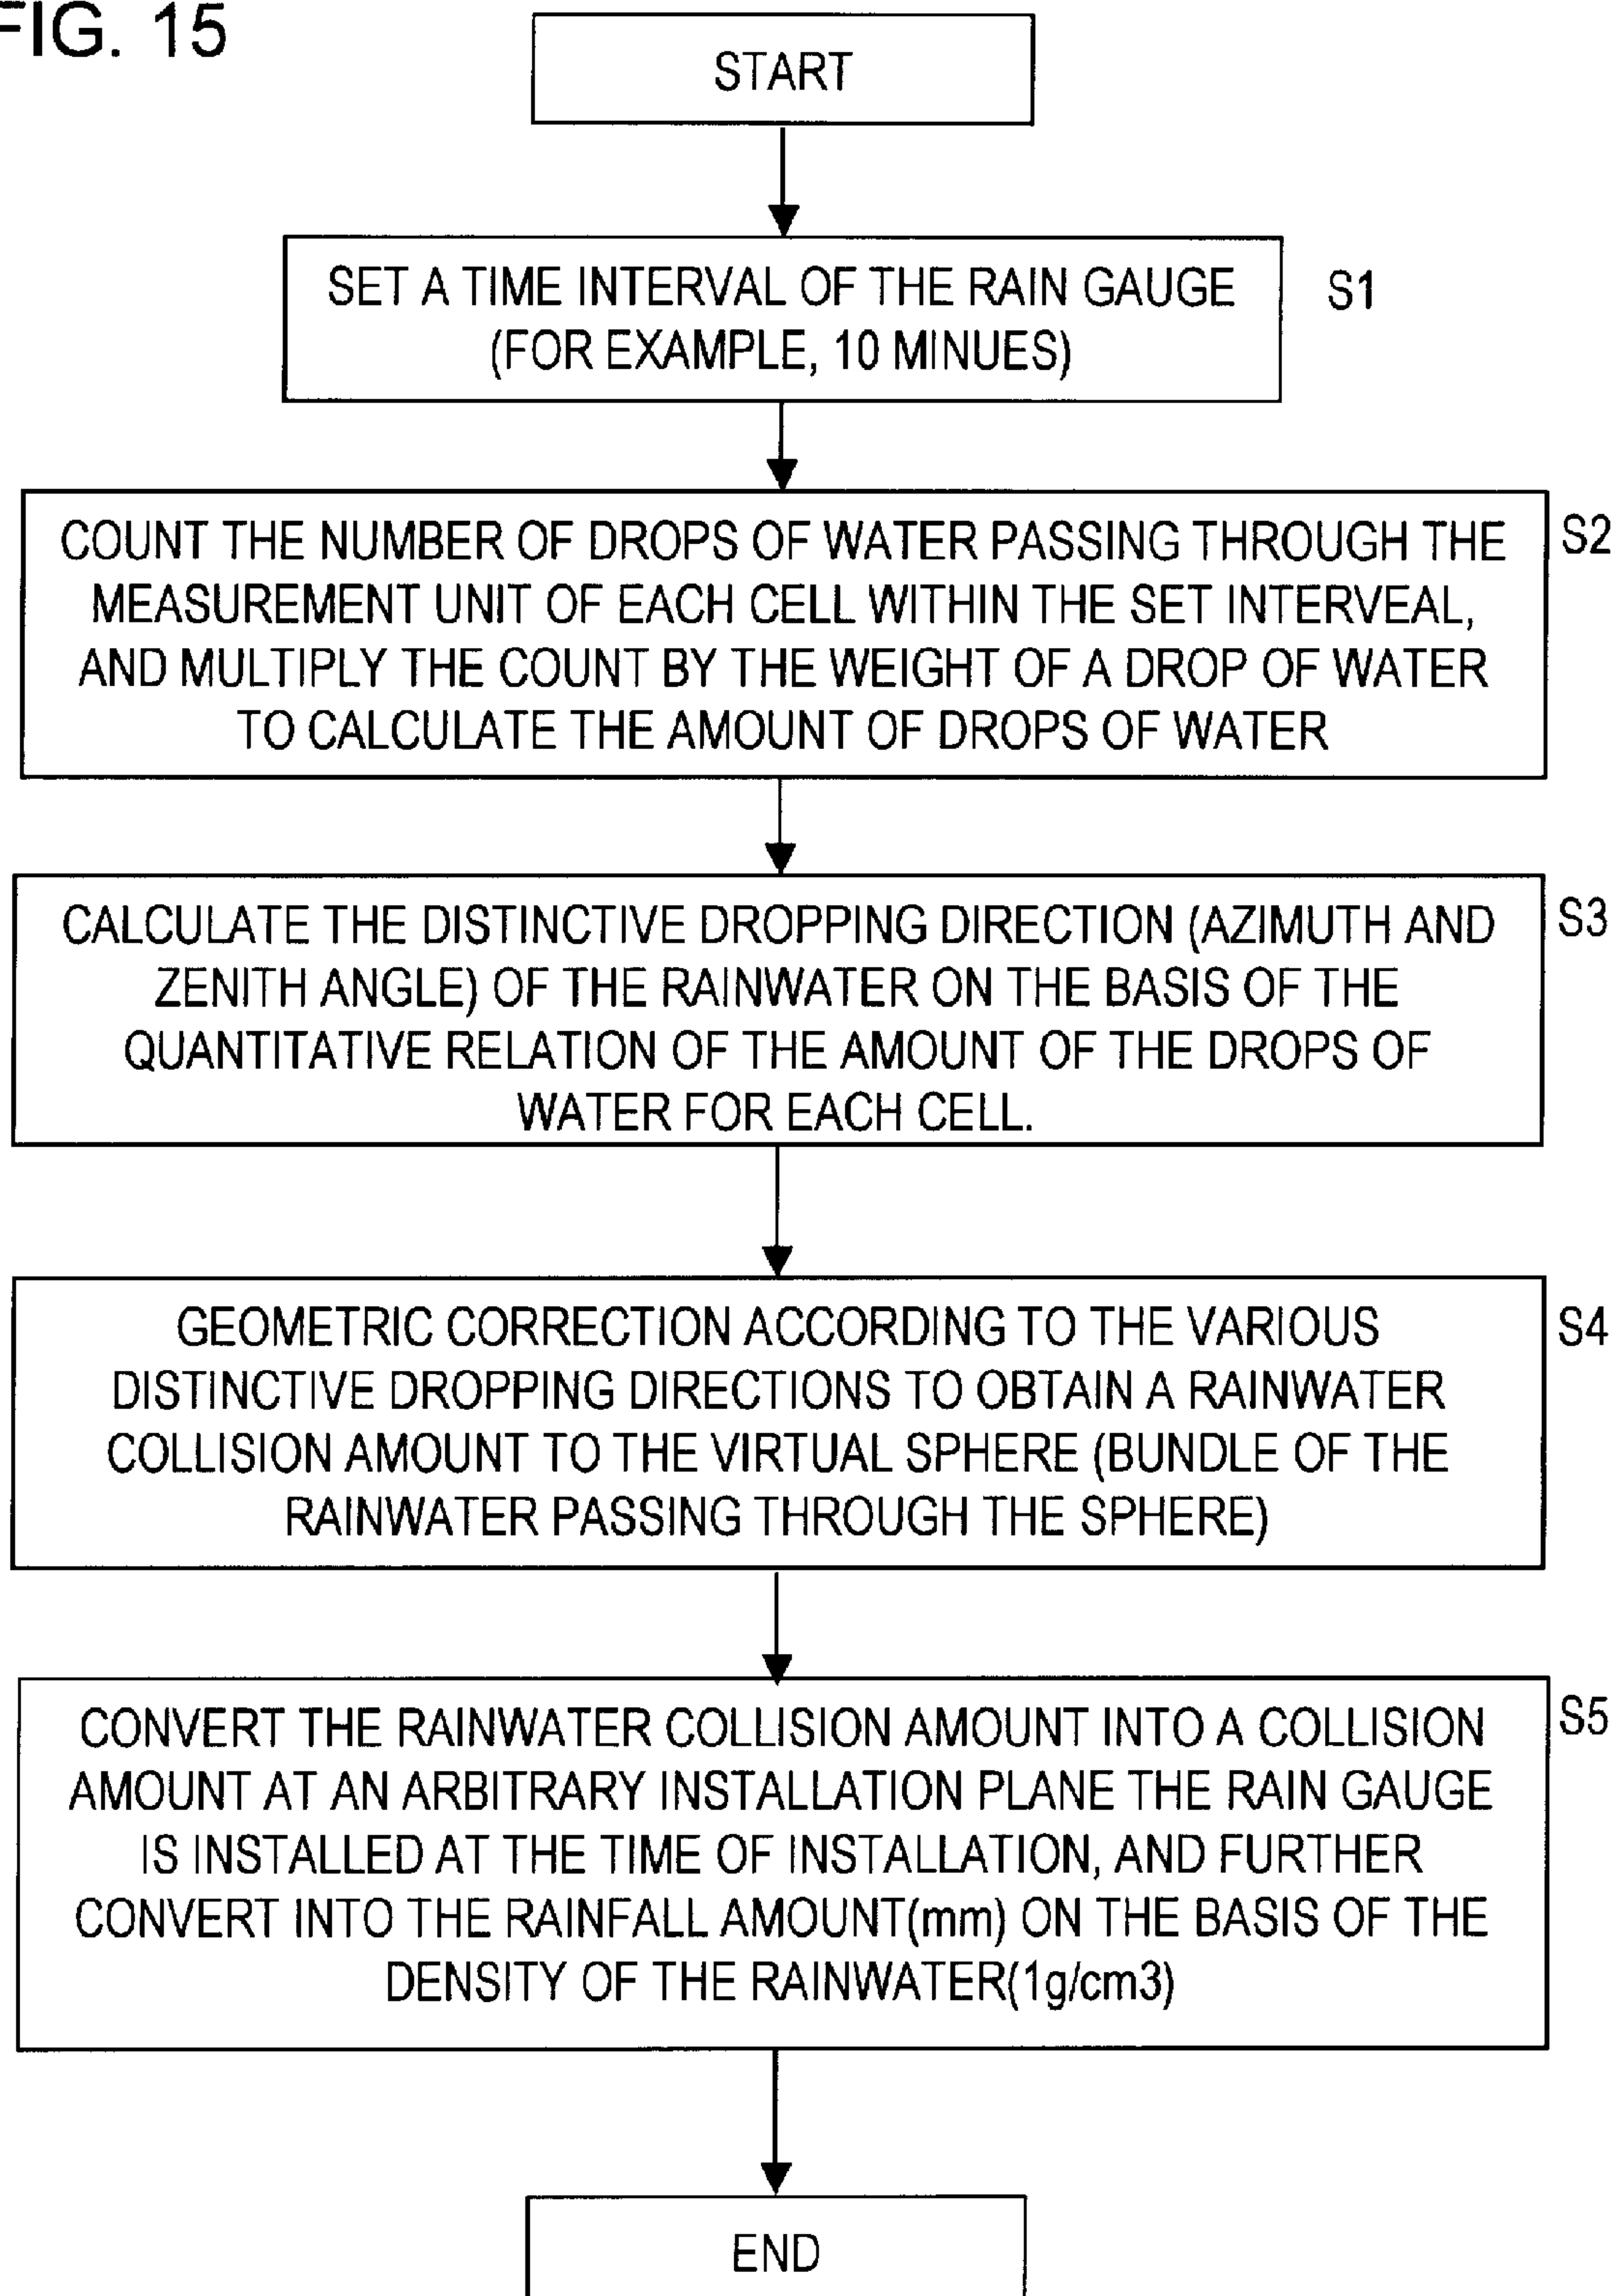 FIG. 15
START
SET A TIME INTERVAL OF THE RAIN GAUGE
(FOR EXAMPLE, 10 MINUES)
S1
COUNT THE NUMBER OF DROPS OF WATER PASSING THROUGH THE
MEASUREMENT UNIT OF EACH CELL WITHIN THE SET INTERVEAL,
AND MULTIPLY THE COUNT BY THE WEIGHT OF A DROP OF WATER
TO CALCULATE THE AMOUNT OF DROPS OF WATER
S2
CALCULATE THE DISTINCTIVE DROPPING DIRECTION (AZIMUTH AND
ZENITH ANGLE) OF THE RAINWATER ON THE BASIS OF THE
QUANTITATIVE RELATION OF THE AMOUNT OF THE DROPS OF
WATER FOR EACH CELL.
S3
GEOMETRIC CORRECTION ACCORDING TO THE VARIOUS
DISTINCTIVE DROPPING DIRECTIONS TO OBTAIN A RAINWATER
COLLISION AMOUNT TO THE VIRTUAL SPHERE (BUNDLE OF THE
RAINWATER PASSING THROUGH THE SPHERE)
S4
CONVERT THE RAINWATER COLLISION AMOUNT INTO A COLLISION
AMOUNT AT AN ARBITRARY INSTALLATION PLANE THE RAIN GAUGE
IS INSTALLED AT THE TIME OF INSTALLATION, AND FURTHER
CONVERT INTO THE RAINFALL AMOUNT(mm) ON THE BASIS OF THE
DENSITY OF THE RAINWATER(1g/cm3)
S5
END